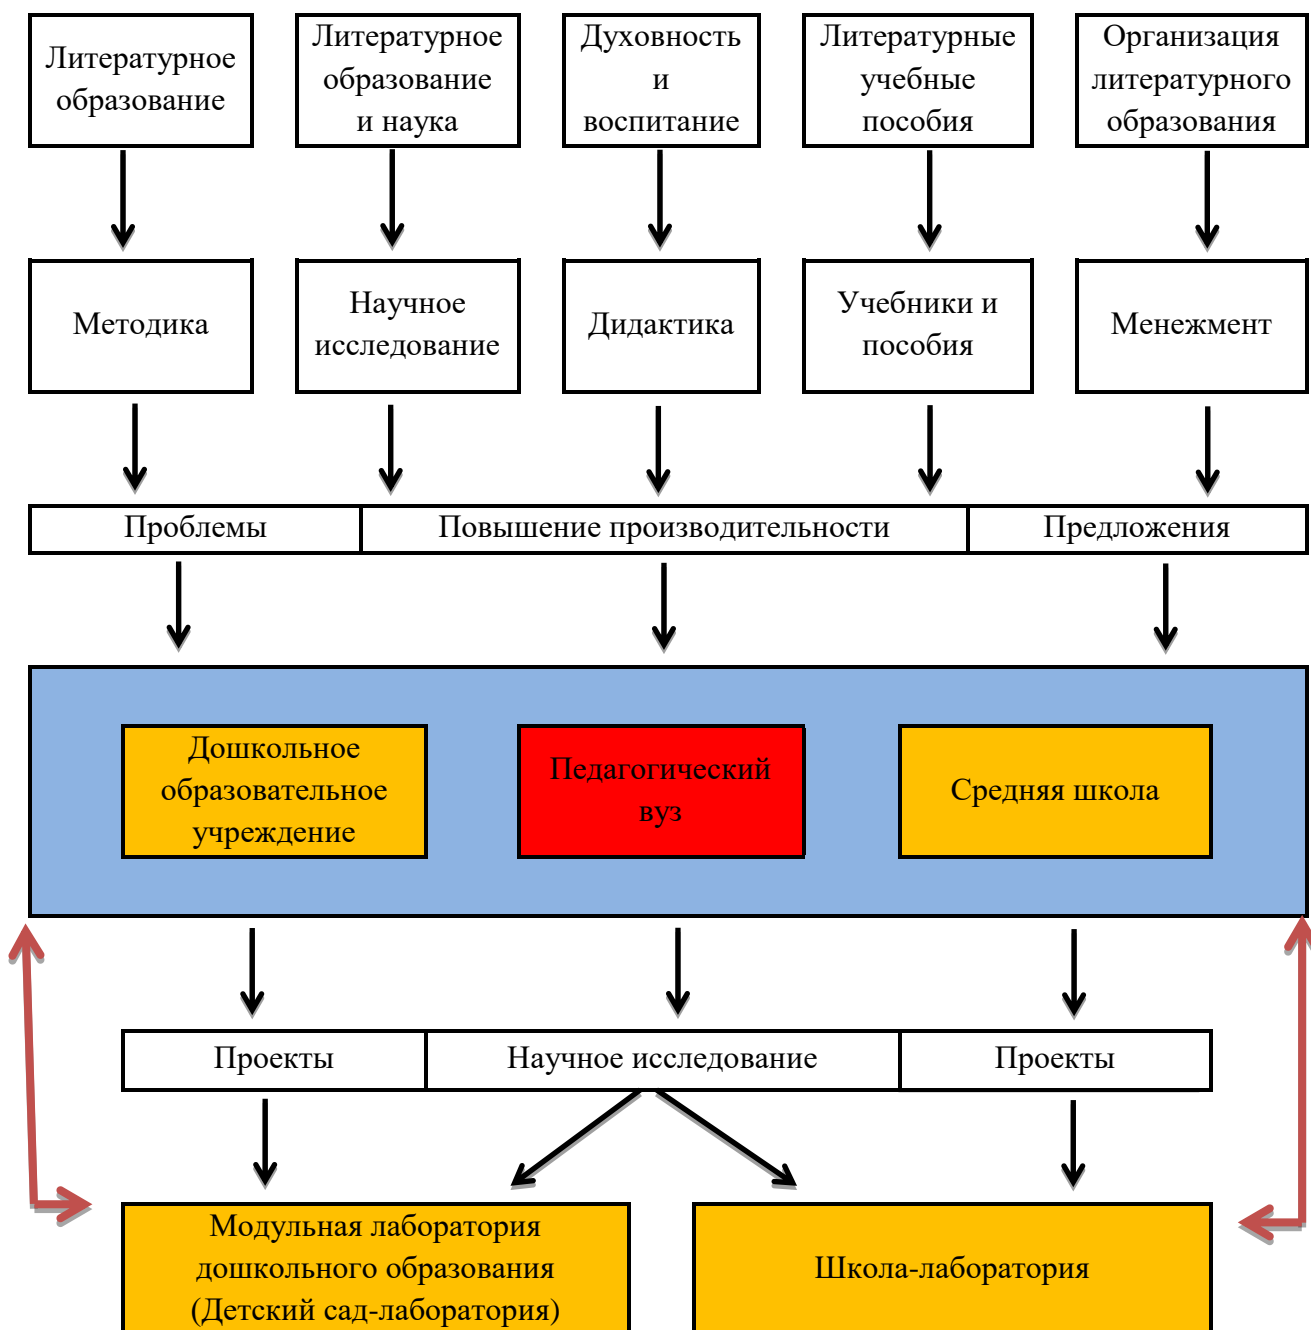 Литературное
образование
Литературное
образование
и наука
Духовность
и
воспитание
Литературные
учебные
пособия
Организация
литературного
образования
Методика
Научное
исследование
Дидактика
Учебники и
пособия
Менежмент
Проблемы
Повышение производительности
Предложения
Дошкольное
образовательное
учреждение
Педагогический
вуз
Средняя школа
Проекты
Научное исследование
Проекты
Модульная лаборатория
дошкольного образования
(Детский сад-лаборатория)
Школа-лаборатория